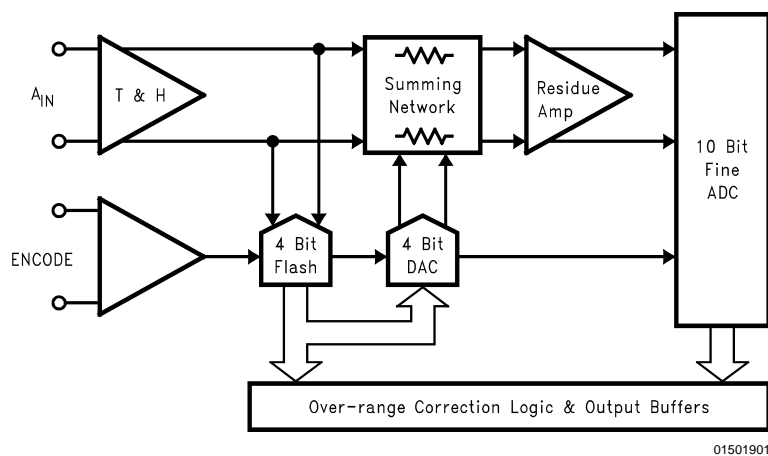 A_IN
T & H
Summing
Network
Residue
Amp
10 Bit
Fine
ADC
ENCODE
4 Bit
Flash
4 Bit
DAC
Over-range Correction Logic & Output Buffers
01501901